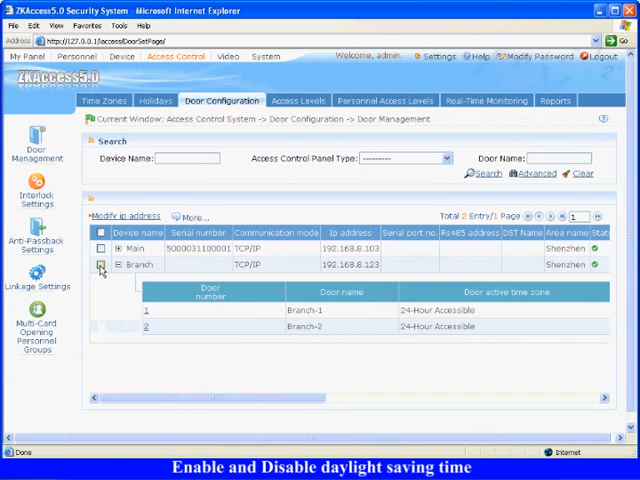 ZKAccess5.0 Security System - Microsoft Internet Explorer
File Edit View Favorites Tools Help
Address http://127.0.0.1/access/DoorSetPage/ Go
My Panel Personnel Device Access Control Video System Welcome, admin. Settings Help Modify Password Logout
ZKAccess5.0
Time Zones Holidays Door Configuration Access Levels Personnel Access Levels Real-Time Monitoring Reports
Current Window: Access Control System -> Door Configuration -> Door Management
Door Management
Interlock Settings
Anti-Passback Settings
Linkage Settings
Multi-Card Opening Personnel Groups
Search
Device Name: Access Control Panel Type: --------- Door Name:
Search Advanced Clear
Modify ip address More... Total 2 Entry/1 Page 1
Device name Serial number Communication mode Ip address Serial port no. Rs485 address DST Name Area name Stat
Main 5000031100001 TCP/IP 192.168.8.103 Shenzhen
Branch TCP/IP 192.168.8.123 Shenzhen
Door number Door name Door active time zone
1 Branch-1 24-Hour Accessible
2 Branch-2 24-Hour Accessible
Done Internet
Enable and Disable daylight saving time